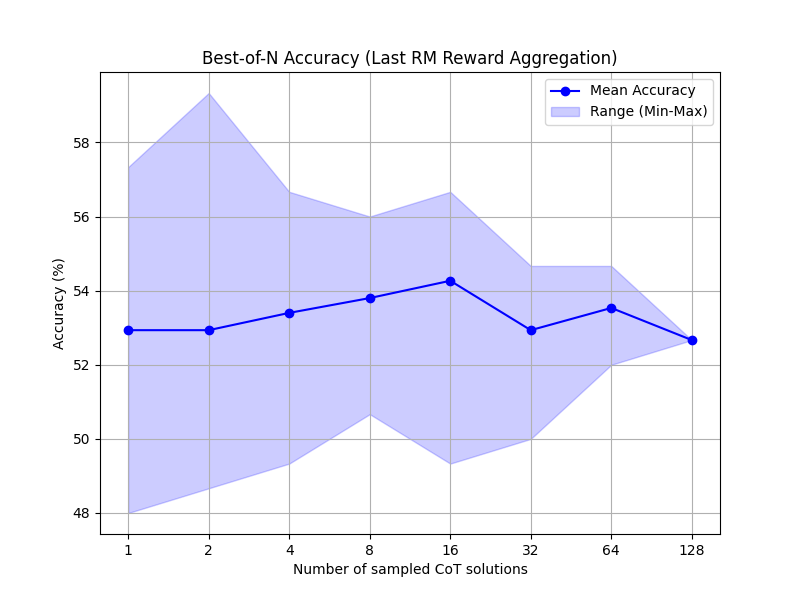 Best-of-N Accuracy (Last RM Reward Aggregation)
Mean Accuracy
Range (Min-Max)
Accuracy (%)
58
56
54
52
50
48
1 2 4 8 16 32 64 128
Number of sampled CoT solutions